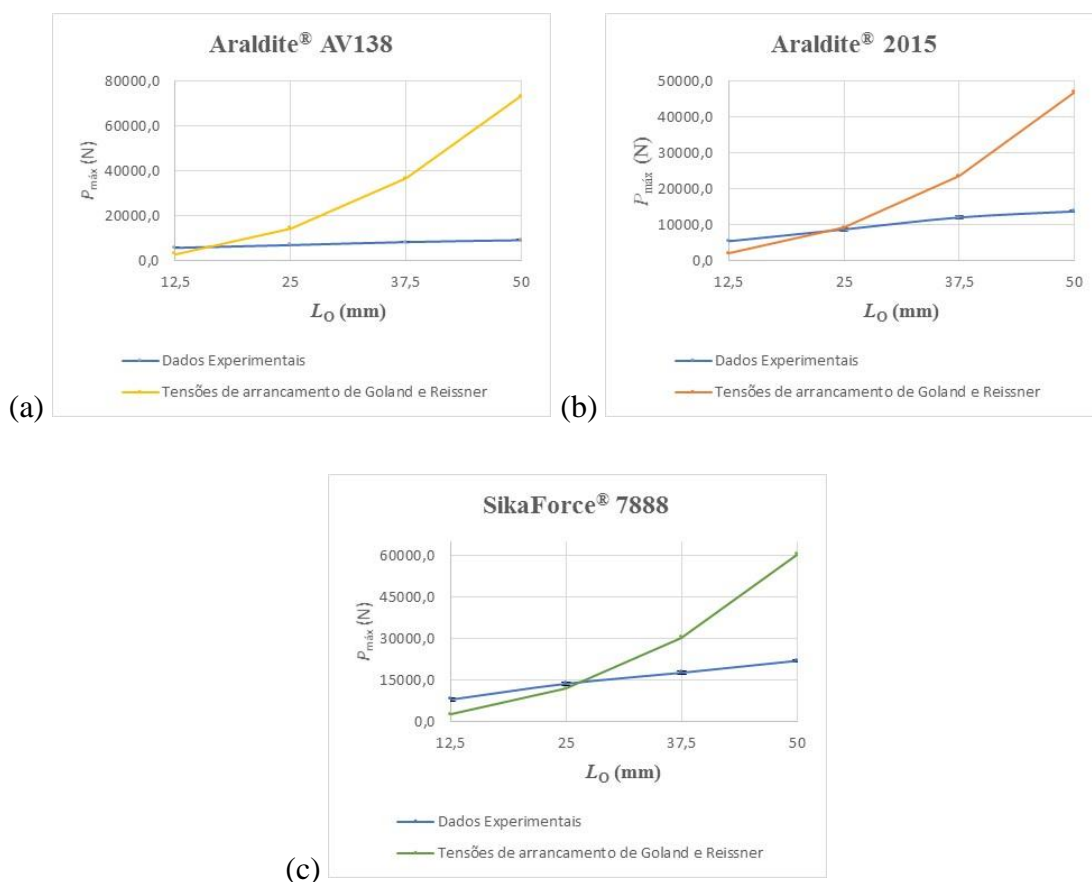 Araldite® AV138
80000,0
60000,0
40000,0
20000,0
0,0
Pmáx (N)
12,5 25 37,5 50
LO (mm)
Dados Experimentais
Tensões de arrancamento de Goland e Reissner
(a)
Araldite® 2015
50000,0
40000,0
30000,0
20000,0
10000,0
0,0
Pmáx (N)
12,5 25 37,5 50
LO (mm)
Dados Experimentais
Tensões de arrancamento de Goland e Reissner
(b)
SikaForce® 7888
60000,0
45000,0
30000,0
15000,0
0,0
Pmáx (N)
12,5 25 37,5 50
LO (mm)
Dados Experimentais
Tensões de arrancamento de Goland e Reissner
(c)